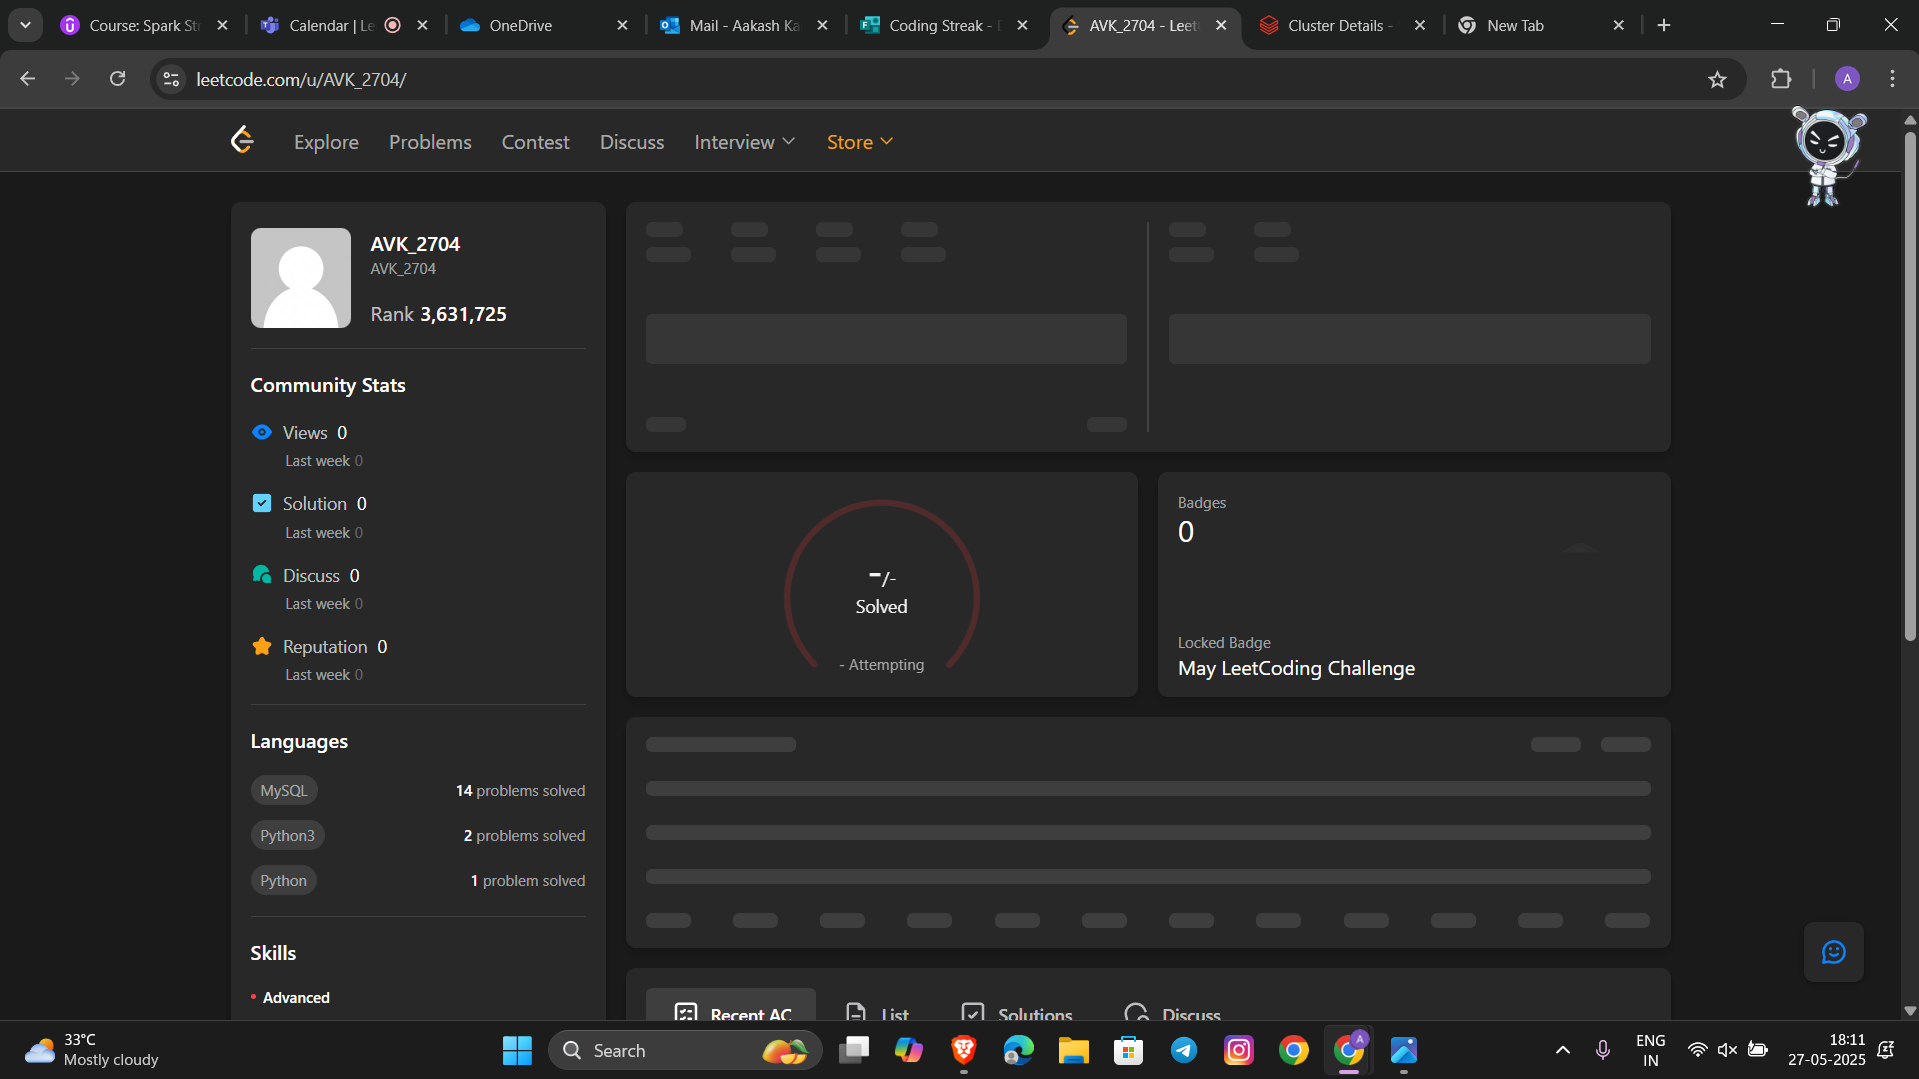 Course: Spark St
Calendar | Le
OneDrive
Mail - Aakash Ka
Coding Streak -
AVK_2704 - Leet
Cluster Details -
New Tab
leetcode.com/u/AVK_2704/
A
Explore
Problems
Contest
Discuss
Interview
Store
AVK_2704
AVK_2704
Rank 3,631,725
Community Stats
Views 0
Last week 0
Solution 0
Last week 0
Discuss 0
Last week 0
Reputation 0
Last week 0
Languages
MySQL
14 problems solved
Python3
2 problems solved
Python
1 problem solved
Skills
Advanced
-/-
Solved
- Attempting
Badges
0
Locked Badge
May LeetCoding Challenge
Recent AC
List
Solutions
Discuss
33°C
Mostly cloudy
Search
A
ENG
IN
18:11
27-05-2025